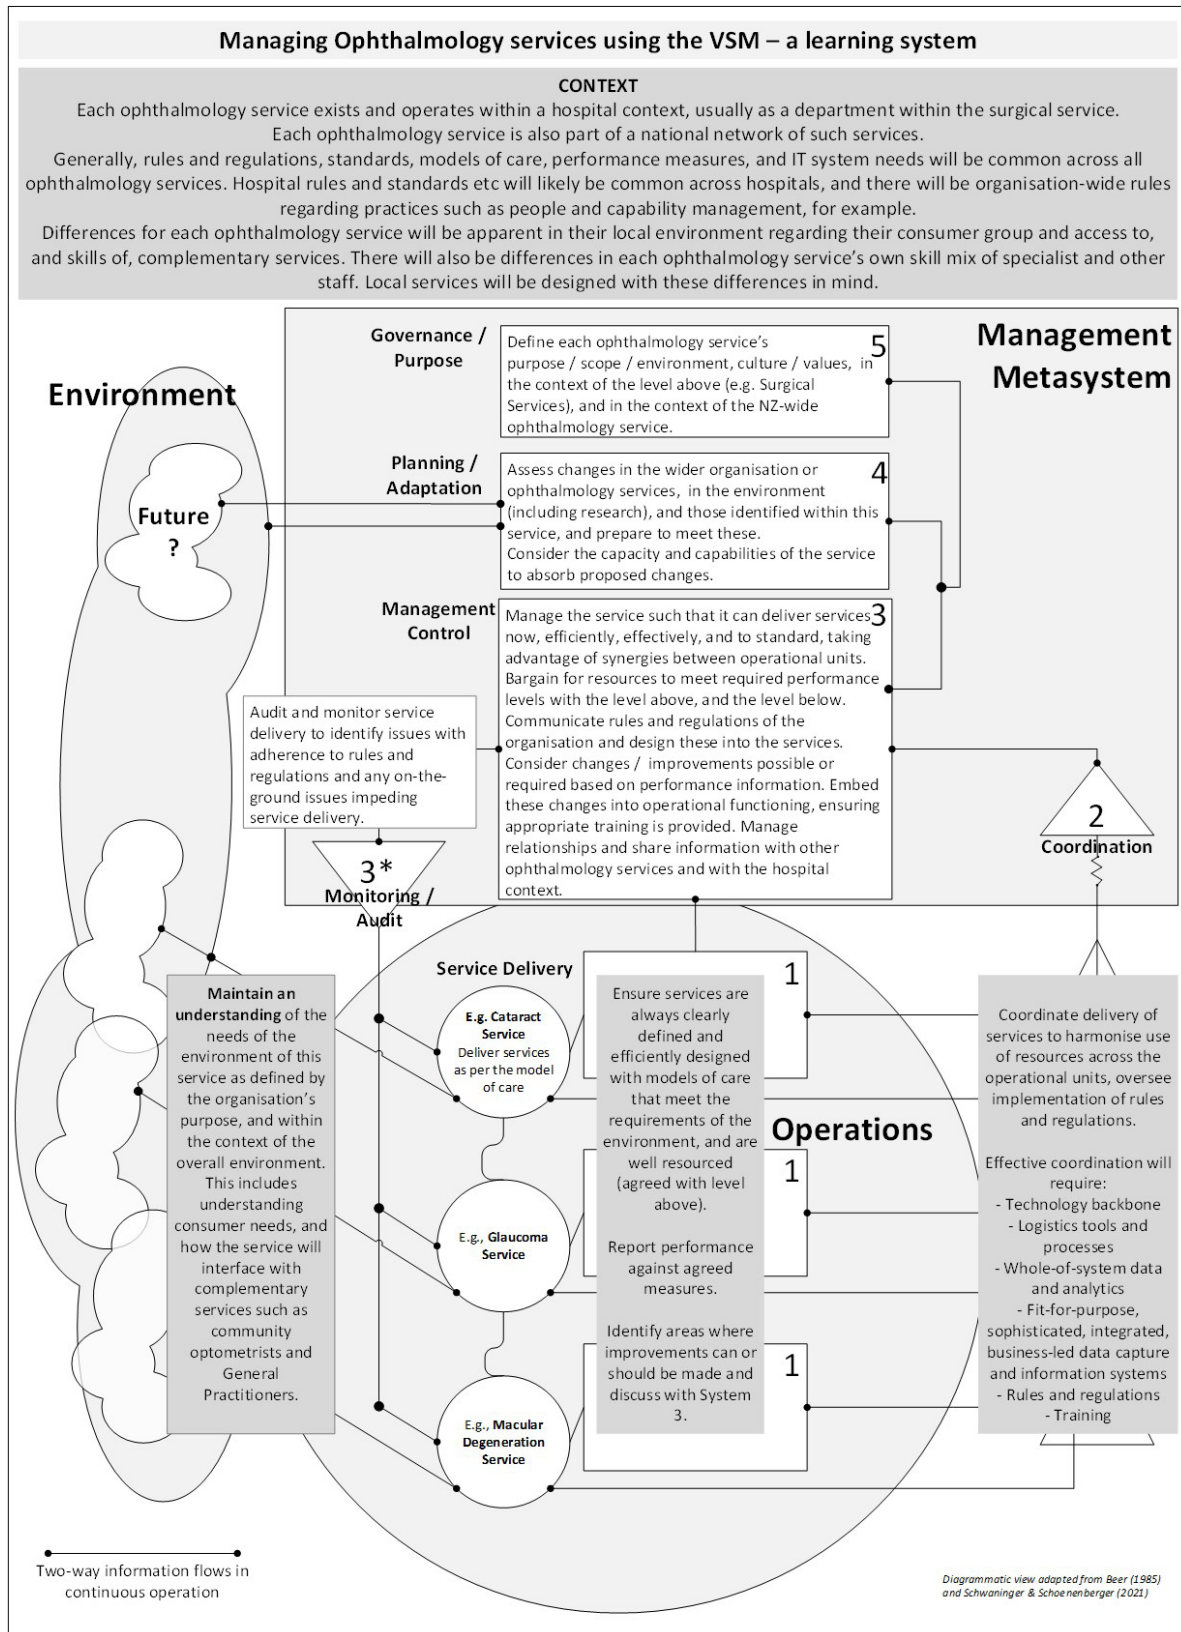 Managing Ophthalmology services using the VSM – a learning system
CONTEXT
Each ophthalmology service exists and operates within a hospital context, usually as a department within the surgical service.
Each ophthalmology service is also part of a national network of such services.
Generally, rules and regulations, standards, models of care, performance measures, and IT system needs will be common across all
ophthalmology services. Hospital rules and standards etc will likely be common across hospitals, and there will be organisation-wide rules
regarding practices such as people and capability management, for example.
Differences for each ophthalmology service will be apparent in their local environment regarding their consumer group and access to,
and skills of, complementary services. There will also be differences in each ophthalmology service's own skill mix of specialist and other
staff. Local services will be designed with these differences in mind.
Management
Metasystem
Environment
Future
?
Governance /
Purpose
5
Define each ophthalmology service's
purpose / scope / environment, culture / values, in
the context of the level above (e.g. Surgical
Services), and in the context of the NZ-wide
ophthalmology service.
Planning /
Adaptation
4
Assess changes in the wider organisation or
ophthalmology services, in the environment
(including research), and those identified within this
service, and prepare to meet these.
Consider the capacity and capabilities of the service
to absorb proposed changes.
Management
Control
3
Manage the service such that it can deliver services
now, efficiently, effectively, and to standard, taking
advantage of synergies between operational units.
Bargain for resources to meet required performance
levels with the level above, and the level below.
Communicate rules and regulations of the
organisation and design these into the services.
Consider changes / improvements possible or
required based on performance information. Embed
these changes into operational functioning, ensuring
appropriate training is provided. Manage
relationships and share information with other
ophthalmology services and with the hospital
context.
Audit and monitor service
delivery to identify issues with
adherence to rules and
regulations and any on-the-
ground issues impeding
service delivery.
3*
Monitoring /
Audit
2
Coordination
Service Delivery
Operations
Maintain an
understanding of the
needs of the
environment of this
service as defined by
the organisation's
purpose, and within
the context of the
overall environment.
This includes
understanding
consumer needs, and
how the service will
interface with
complementary
services such as
community
optometrists and
General
Practitioners.
E.g. Cataract
Service
Deliver services
as per the model
of care
E.g., Glaucoma
Service
E.g., Macular
Degeneration
Service
1
1
1
Ensure services are
always clearly
defined and
efficiently designed
with models of care
that meet the
requirements of the
environment, and are
well resourced
(agreed with level
above).
Report performance
against agreed
measures.
Identify areas where
improvements can or
should be made and
discuss with System
3.
Coordinate delivery of
services to harmonise use
of resources across the
operational units, oversee
implementation of rules
and regulations.
Effective coordination will
require:
- Technology backbone
- Logistics tools and
processes
- Whole-of-system data
and analytics
- Fit-for-purpose,
sophisticated, integrated,
business-led data capture
and information systems
- Rules and regulations
- Training
Two-way information flows in
continuous operation
Diagrammatic view adapted from Beer (1985)
and Schwaninger & Schoenenberger (2021)